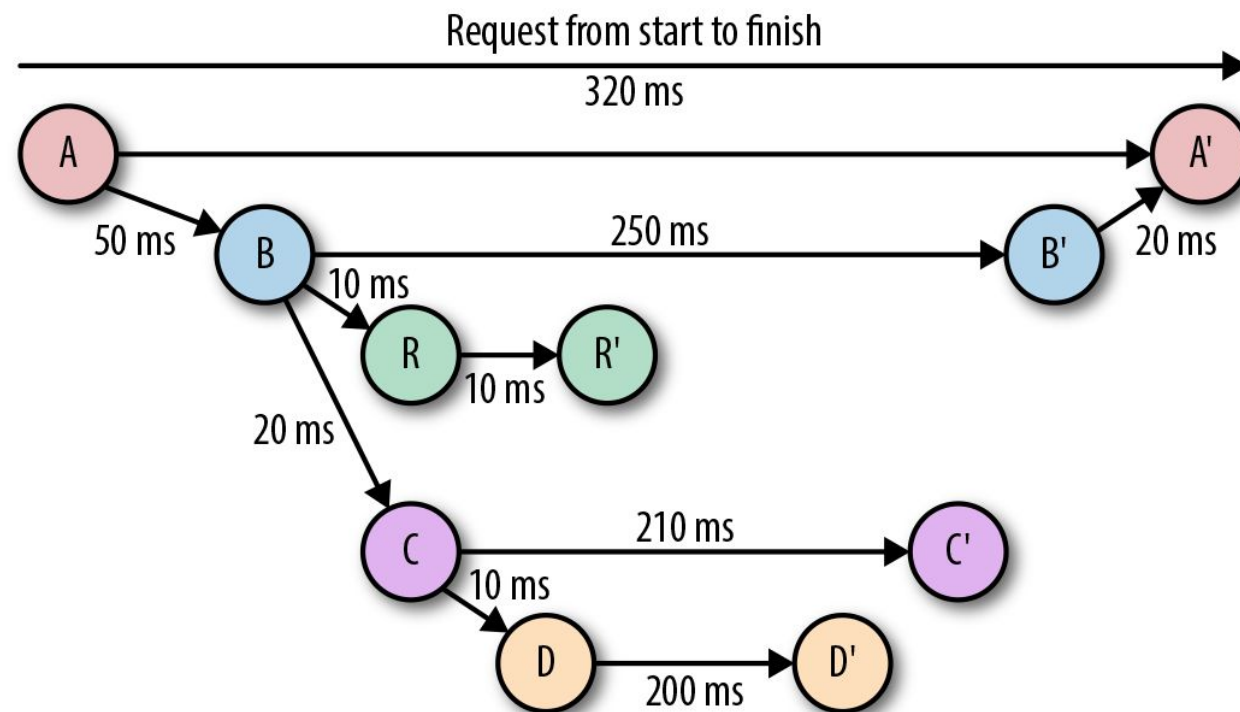 Request from start to finish
320 ms
A
A'
50 ms
B
250 ms
B'
20 ms
10 ms
R
R'
10 ms
20 ms
C
210 ms
C'
10 ms
D
D'
200 ms